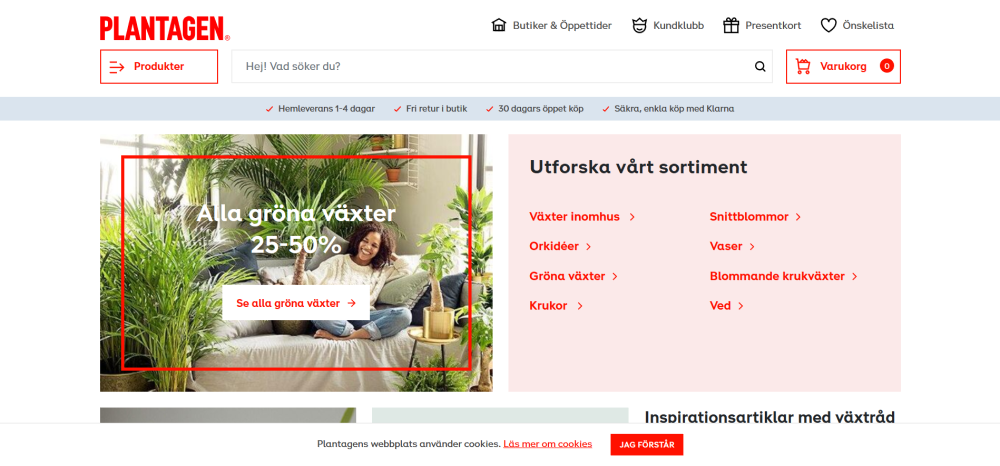 PLANTAGEN®
Butiker & Öppettider
Kundklubb
Presentkort
Önskelista
Produkter
Hej! Vad söker du?
Varukorg 0
Hemleverans 1-4 dagar
Fri retur i butik
30 dagars öppet köp
Säkra, enkla köp med Klarna
Alla gröna växter
25-50%
Se alla gröna växter
Utforska vårt sortiment
Växter inomhus
Snittblommor
Orkidéer
Vaser
Gröna växter
Blommande krukväxter
Krukor
Ved
Inspirationsartiklar med växtråd
Plantagens webbplats använder cookies. Läs mer om cookies
JAG FÖRSTÅR